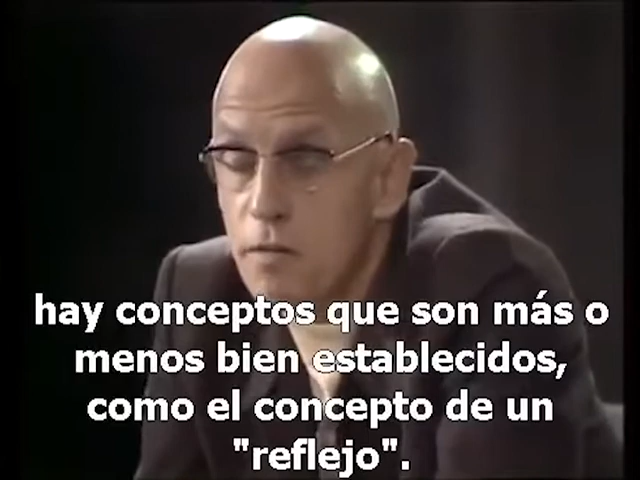 hay conceptos que son más o
menos bien establecidos,
como el concepto de un
"reflejo".